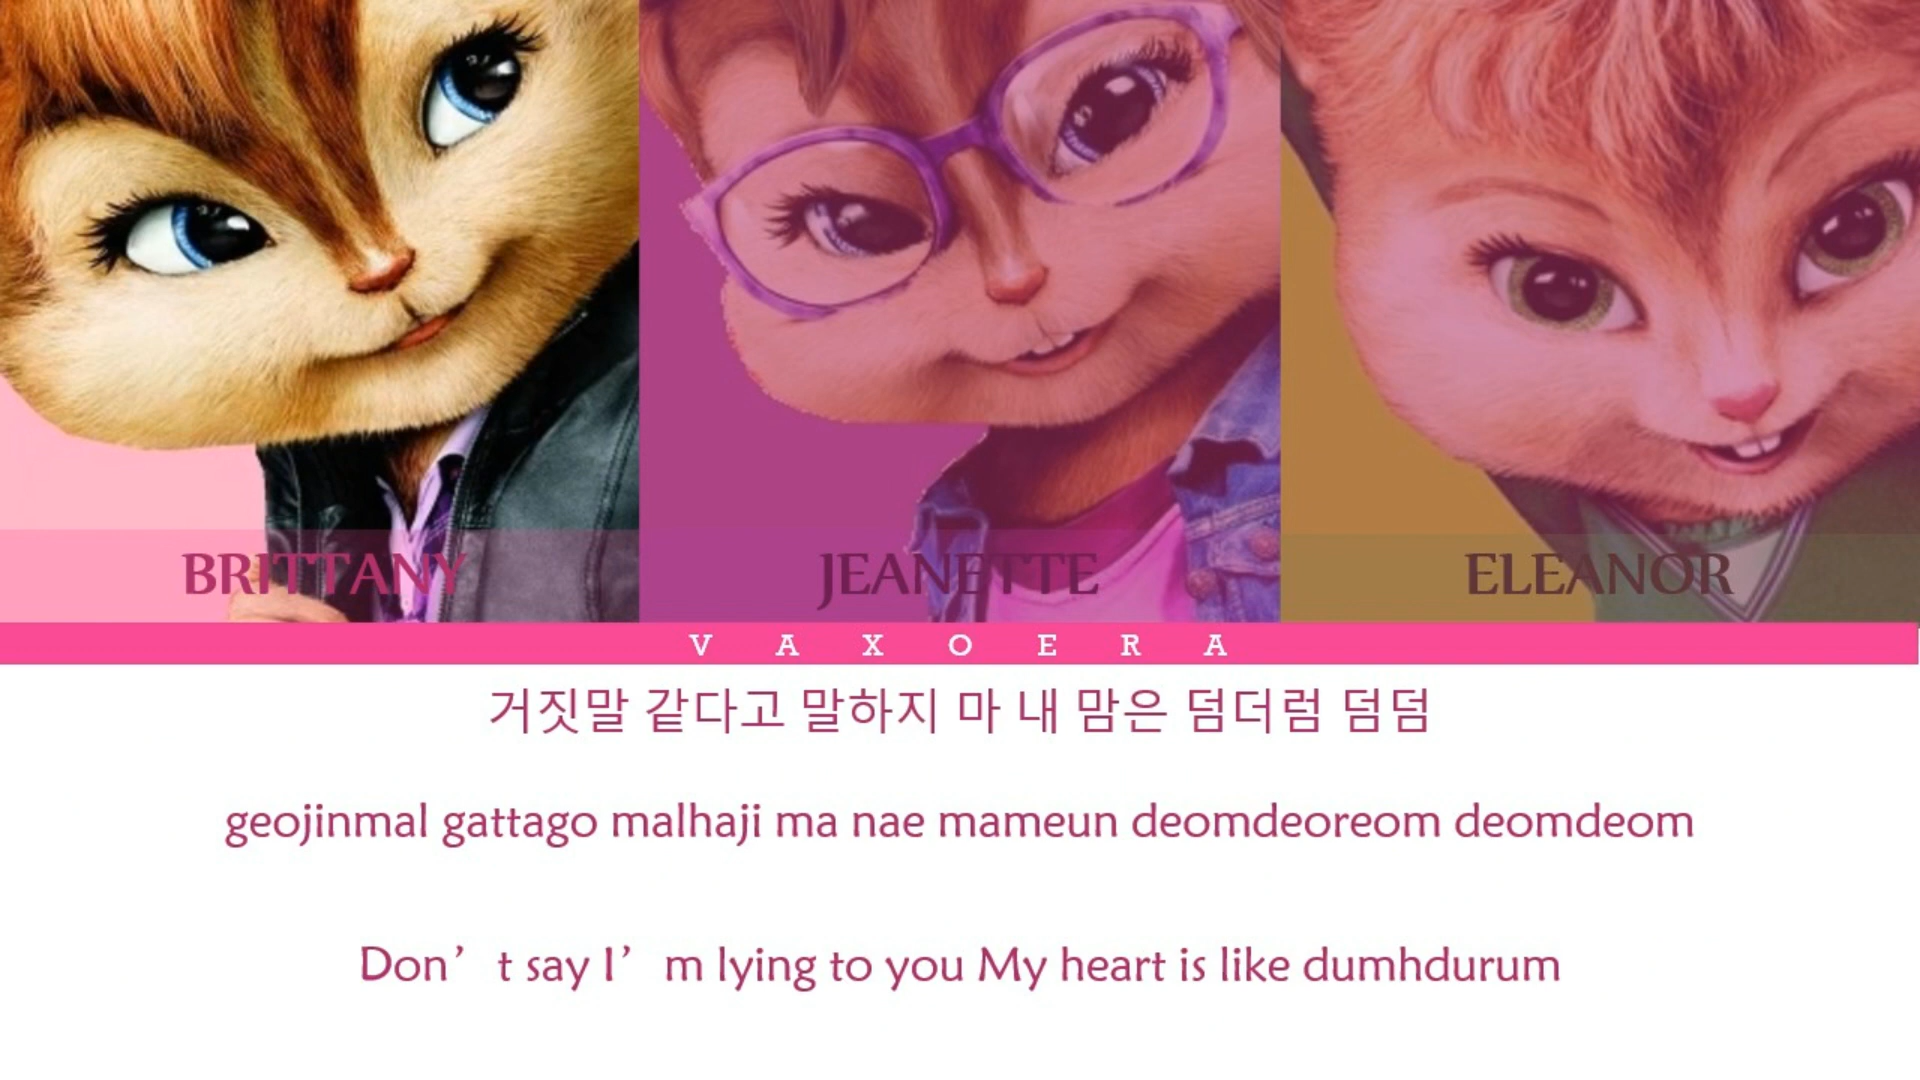 BRITTANY JEANETTE ELEANOR
VAXOERA
거짓말 같다고 말하지 마 내 맘은 덤더럼 덤덤
geojinmal gattago malhaji ma nae mameun deomdeoreom deomdeom
Don’t say I’m lying to you My heart is like dumhdurum